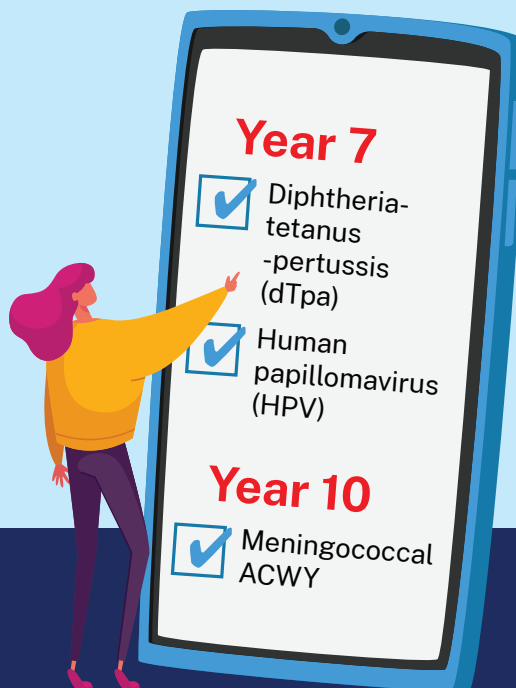 Year 7
Diphtheria-
tetanus
-pertussis
(dTpa)
Human
papillomavirus
(HPV)
Year 10
Meningococcal
ACWY